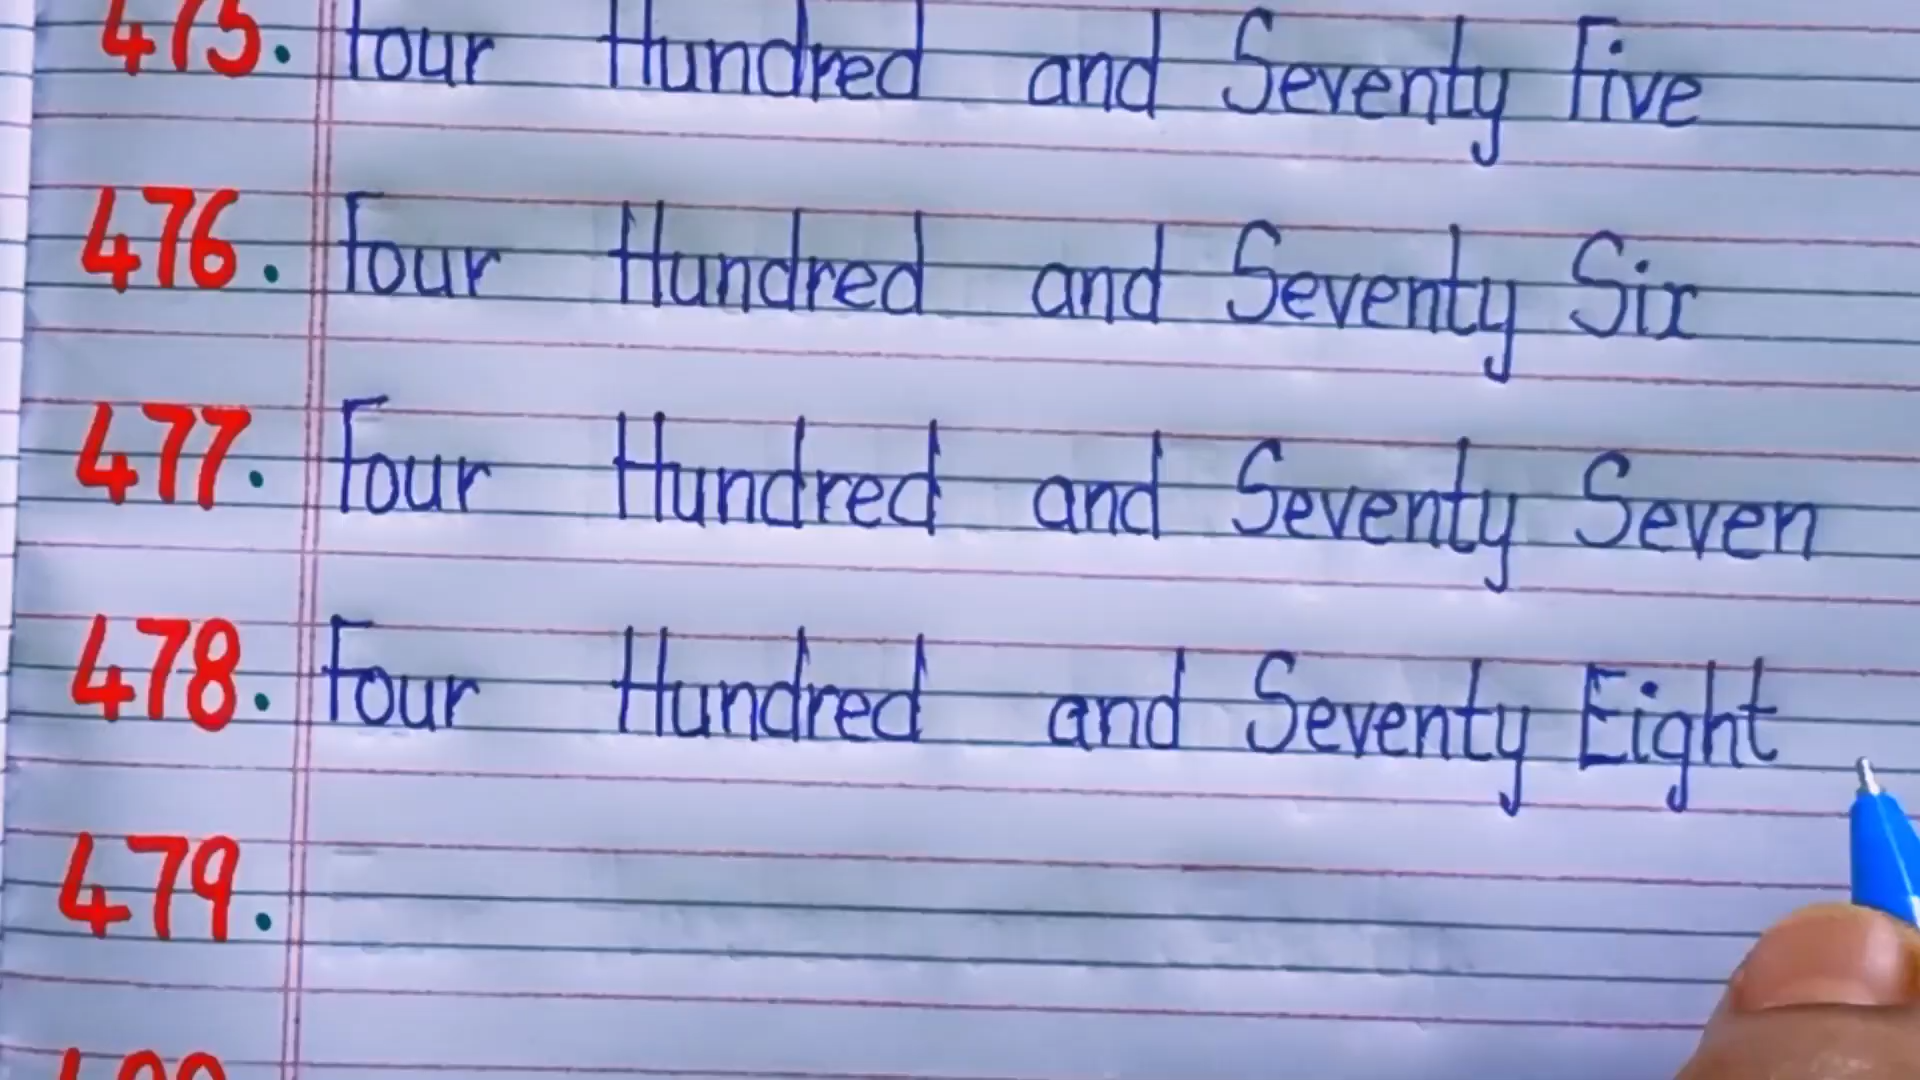 475. Four Hundred and Seventy Five
476. Four Hundred and Seventy Six
477. Four Hundred and Seventy Seven
478. Four Hundred and Seventy Eight
479.